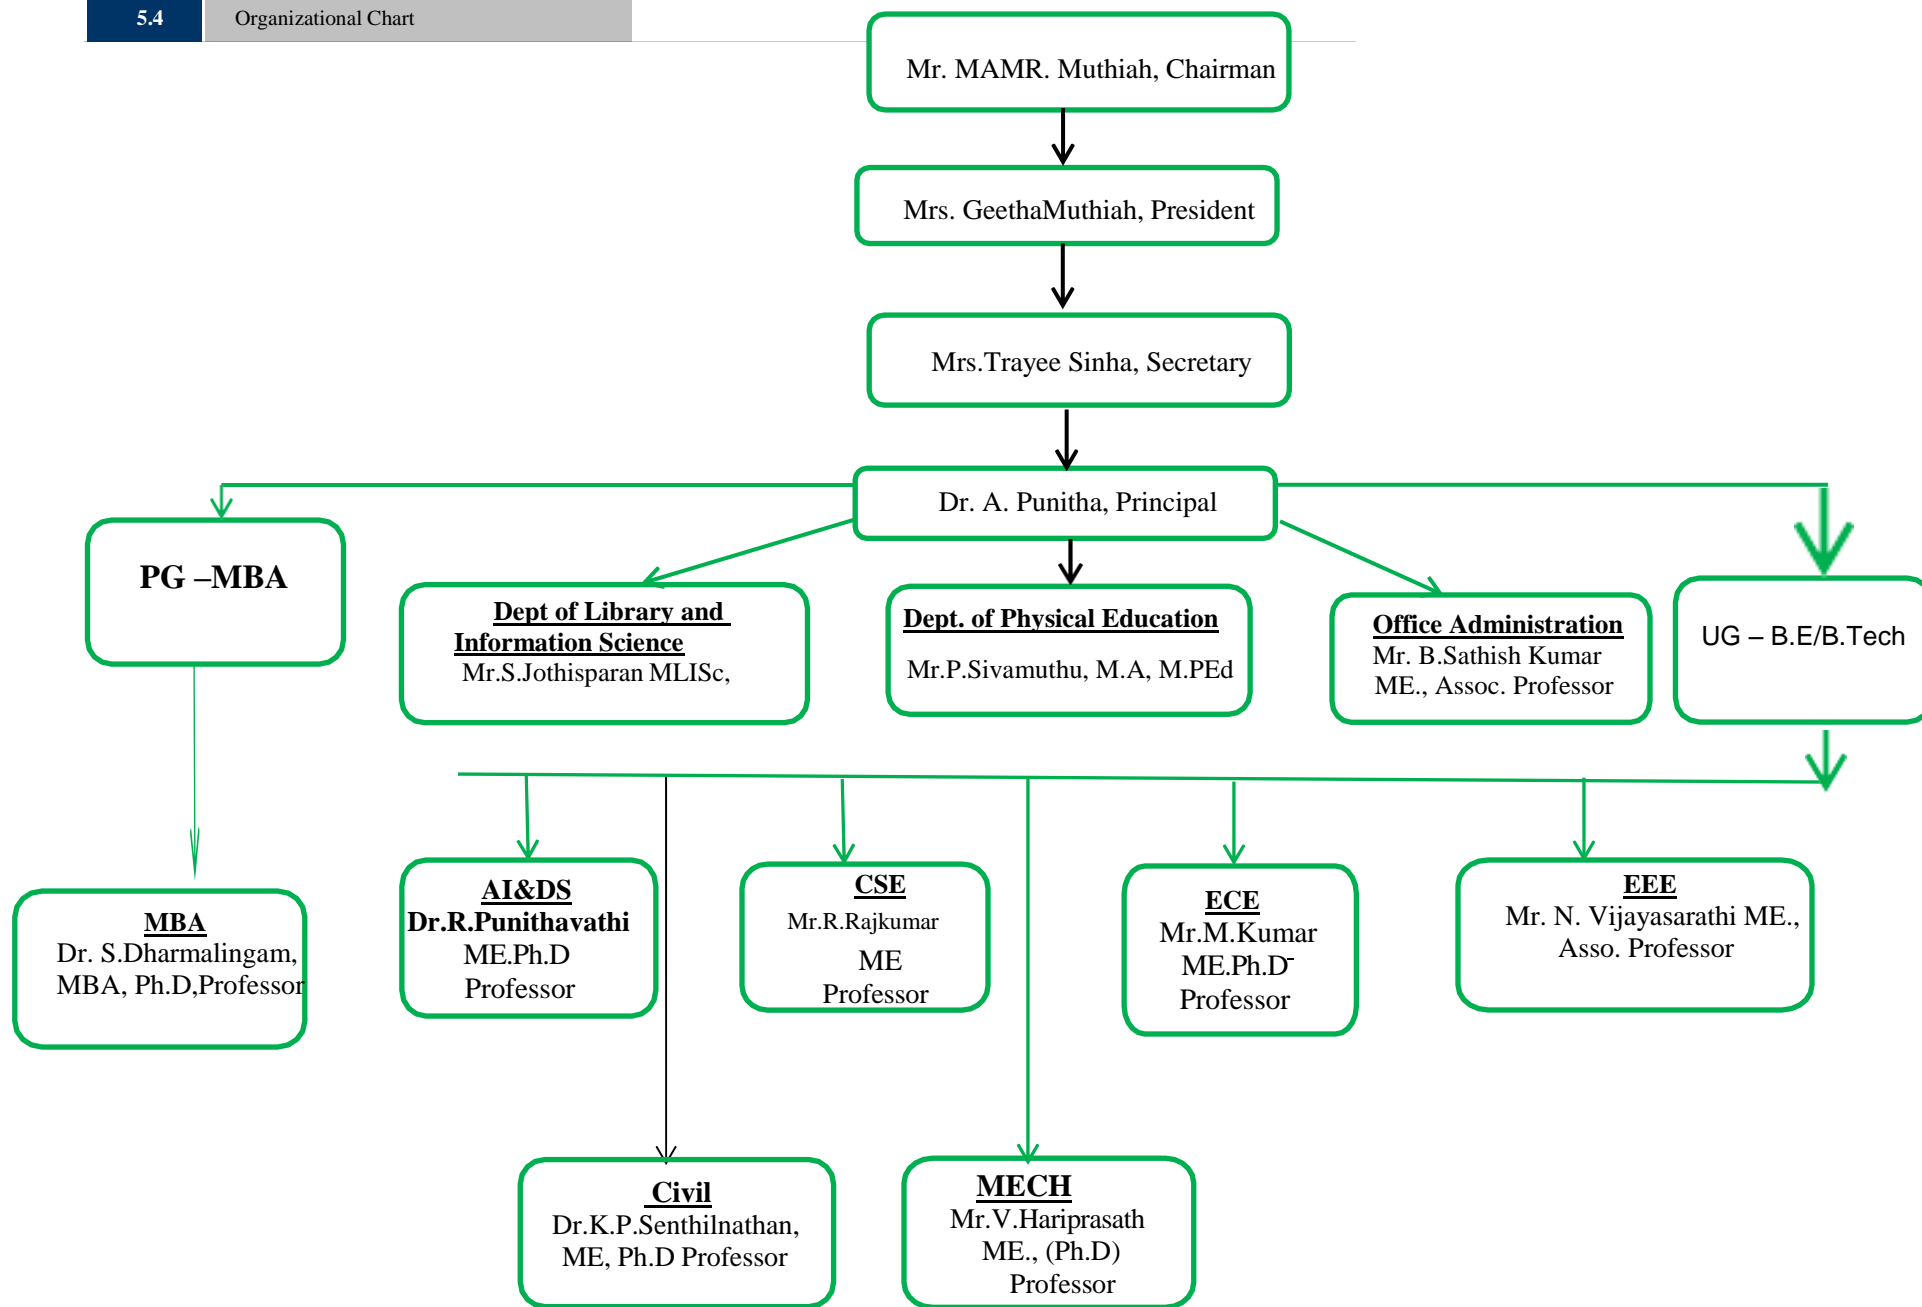 5.4 Organizational Chart
Mr. MAMR. Muthiah, Chairman
Mrs. GeethaMuthiah, President
Mrs.Trayee Sinha, Secretary
Dr. A. Punitha, Principal
PG –MBA
Dept of Library and
Information Science
Mr.S.Jothisparan MLISc,
Dept. of Physical Education
Mr.P.Sivamuthu, M.A, M.PEd
Office Administration
Mr. B.Sathish Kumar
ME., Assoc. Professor
UG – B.E/B.Tech
MBA
Dr. S.Dharmalingam,
MBA, Ph.D,Professor
AI&DS
Dr.R.Punithavathi
ME.Ph.D
Professor
CSE
Mr.R.Rajkumar
ME
Professor
ECE
Mr.M.Kumar
ME.Ph.D-
Professor
EEE
Mr. N. Vijayasarathi ME.,
Asso. Professor
Civil
Dr.K.P.Senthilnathan,
ME, Ph.D Professor
MECH
Mr.V.Hariprasath
ME., (Ph.D)
Professor